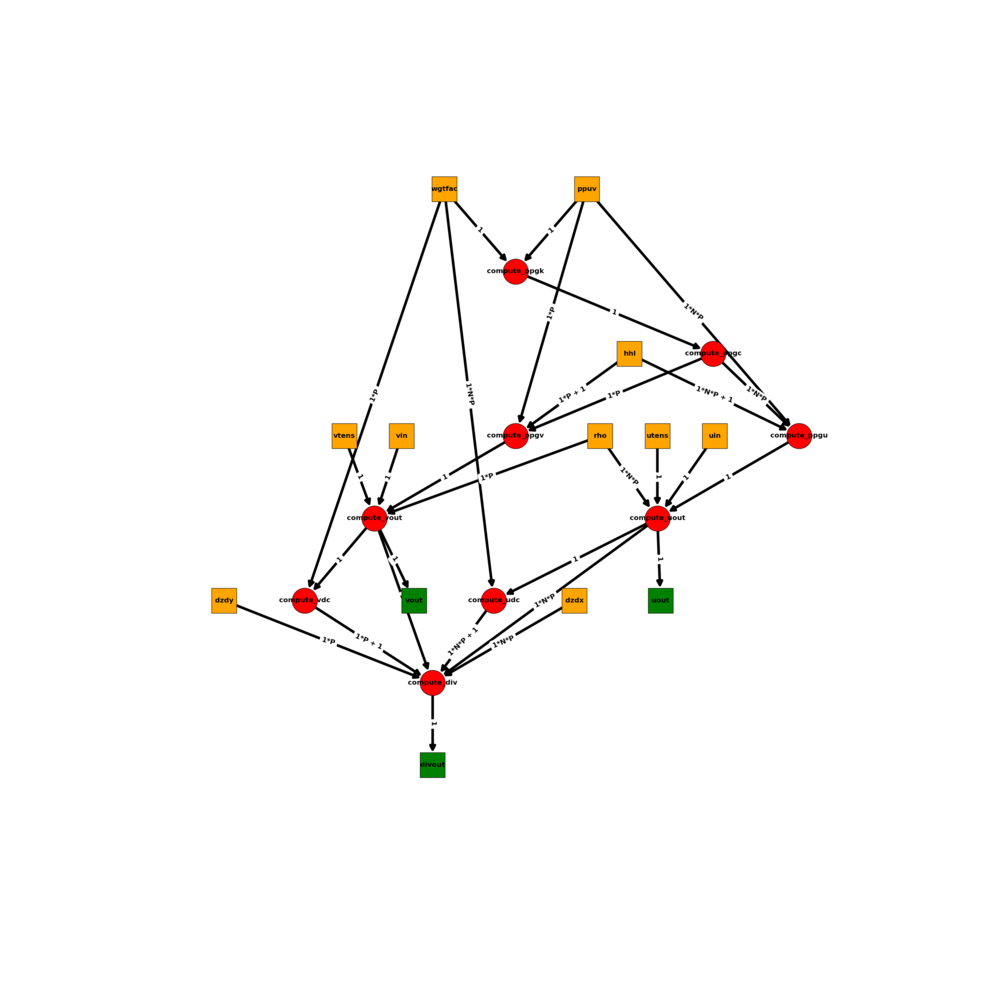 wgtfac
ppuv
1
1
compute_ppgk
1*N*P
1*P
1
hhl
compute_ppgc
1*P
1*N*P
1*P + 1
1*P
1*N*P + 1
1*N*P
vtens
vin
compute_ppgv
rho
utens
uin
compute_ppgu
1
1
1
1*P
1*N*P
1
1
1
compute_vout
compute_uout
1
1
1
1
dzdy
compute_vdc
vout
compute_udc
1*N*P
dzdx
uout
1*P
1*P + 1
1*N*P + 1
1*N*P
compute_div
1
divout